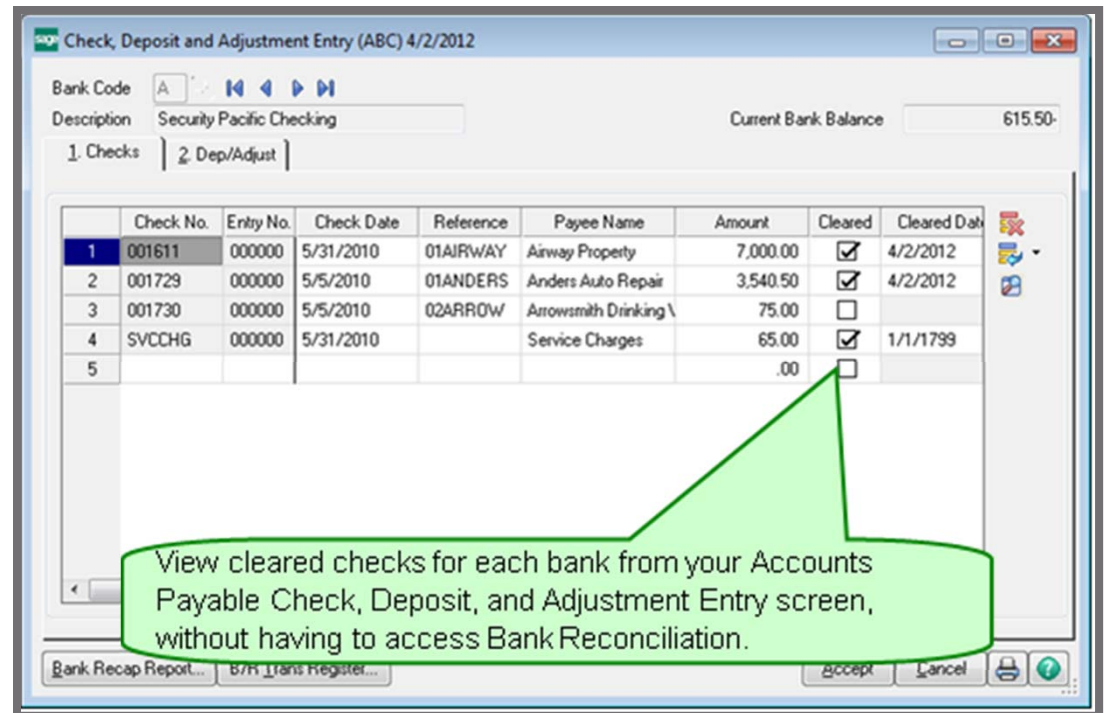 sage Check, Deposit and Adjustment Entry (ABC) 4/2/2012
Bank Code A
Description Security Pacific Checking Current Bank Balance 615.50-
1. Checks 2. Dep/Adjust
Check No. Entry No. Check Date Reference Payee Name Amount Cleared Cleared Dat
1 001611 000000 5/31/2010 01AIRWAY Airway Property 7,000.00 4/2/2012
2 001729 000000 5/5/2010 01ANDERS Anders Auto Repair 3,540.50 4/2/2012
3 001730 000000 5/5/2010 02ARROW Arrowsmith Drinking 75.00
4 SVCCHG 000000 5/31/2010 Service Charges 65.00 1/1/1799
5 .00
View cleared checks for each bank from your Accounts
Payable Check, Deposit, and Adjustment Entry screen,
without having to access Bank Reconciliation.
Bank Recap Report... B/R Trans Register... Accept Cancel